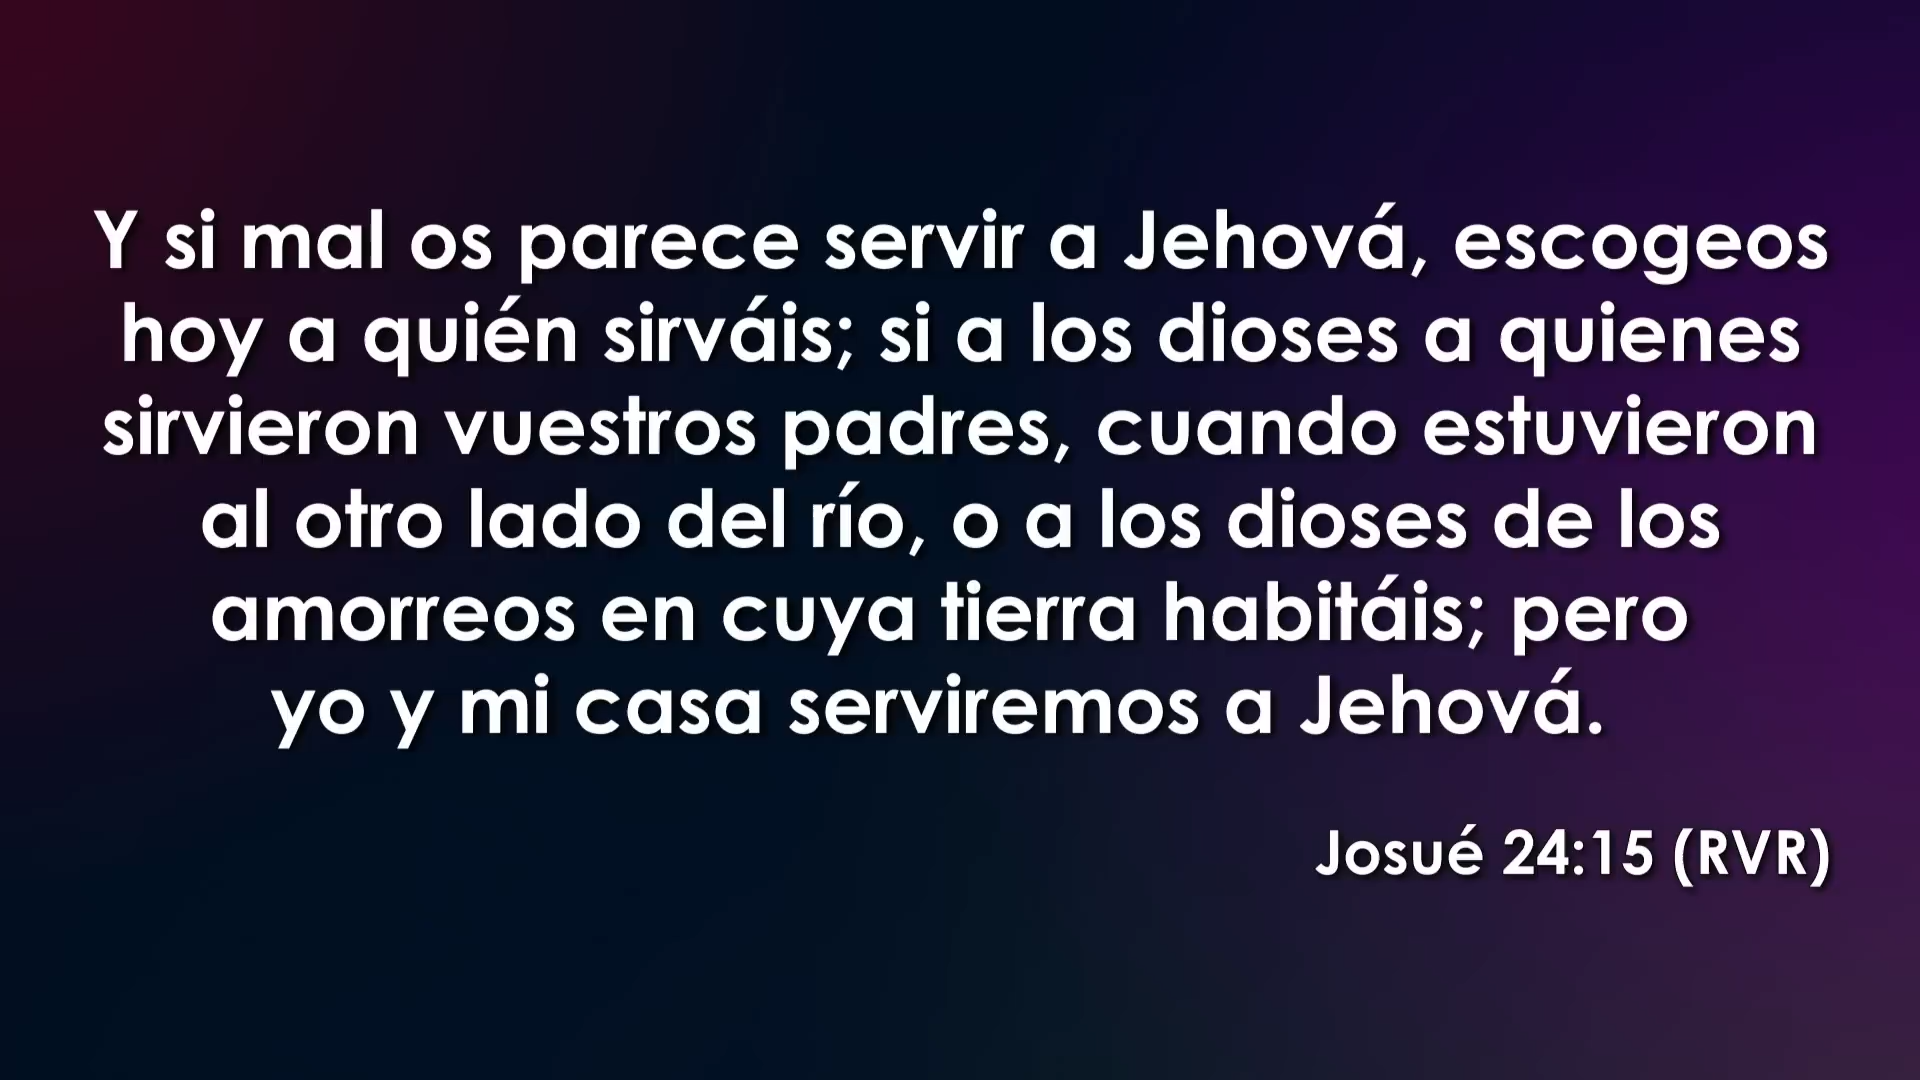 Y si mal os parece servir a Jehová, escogeos
hoy a quién sirváis; si a los dioses a quienes
sirvieron vuestros padres, cuando estuvieron
al otro lado del río, o a los dioses de los
amorreos en cuya tierra habitáis; pero
yo y mi casa serviremos a Jehová.
Josué 24:15 (RVR)